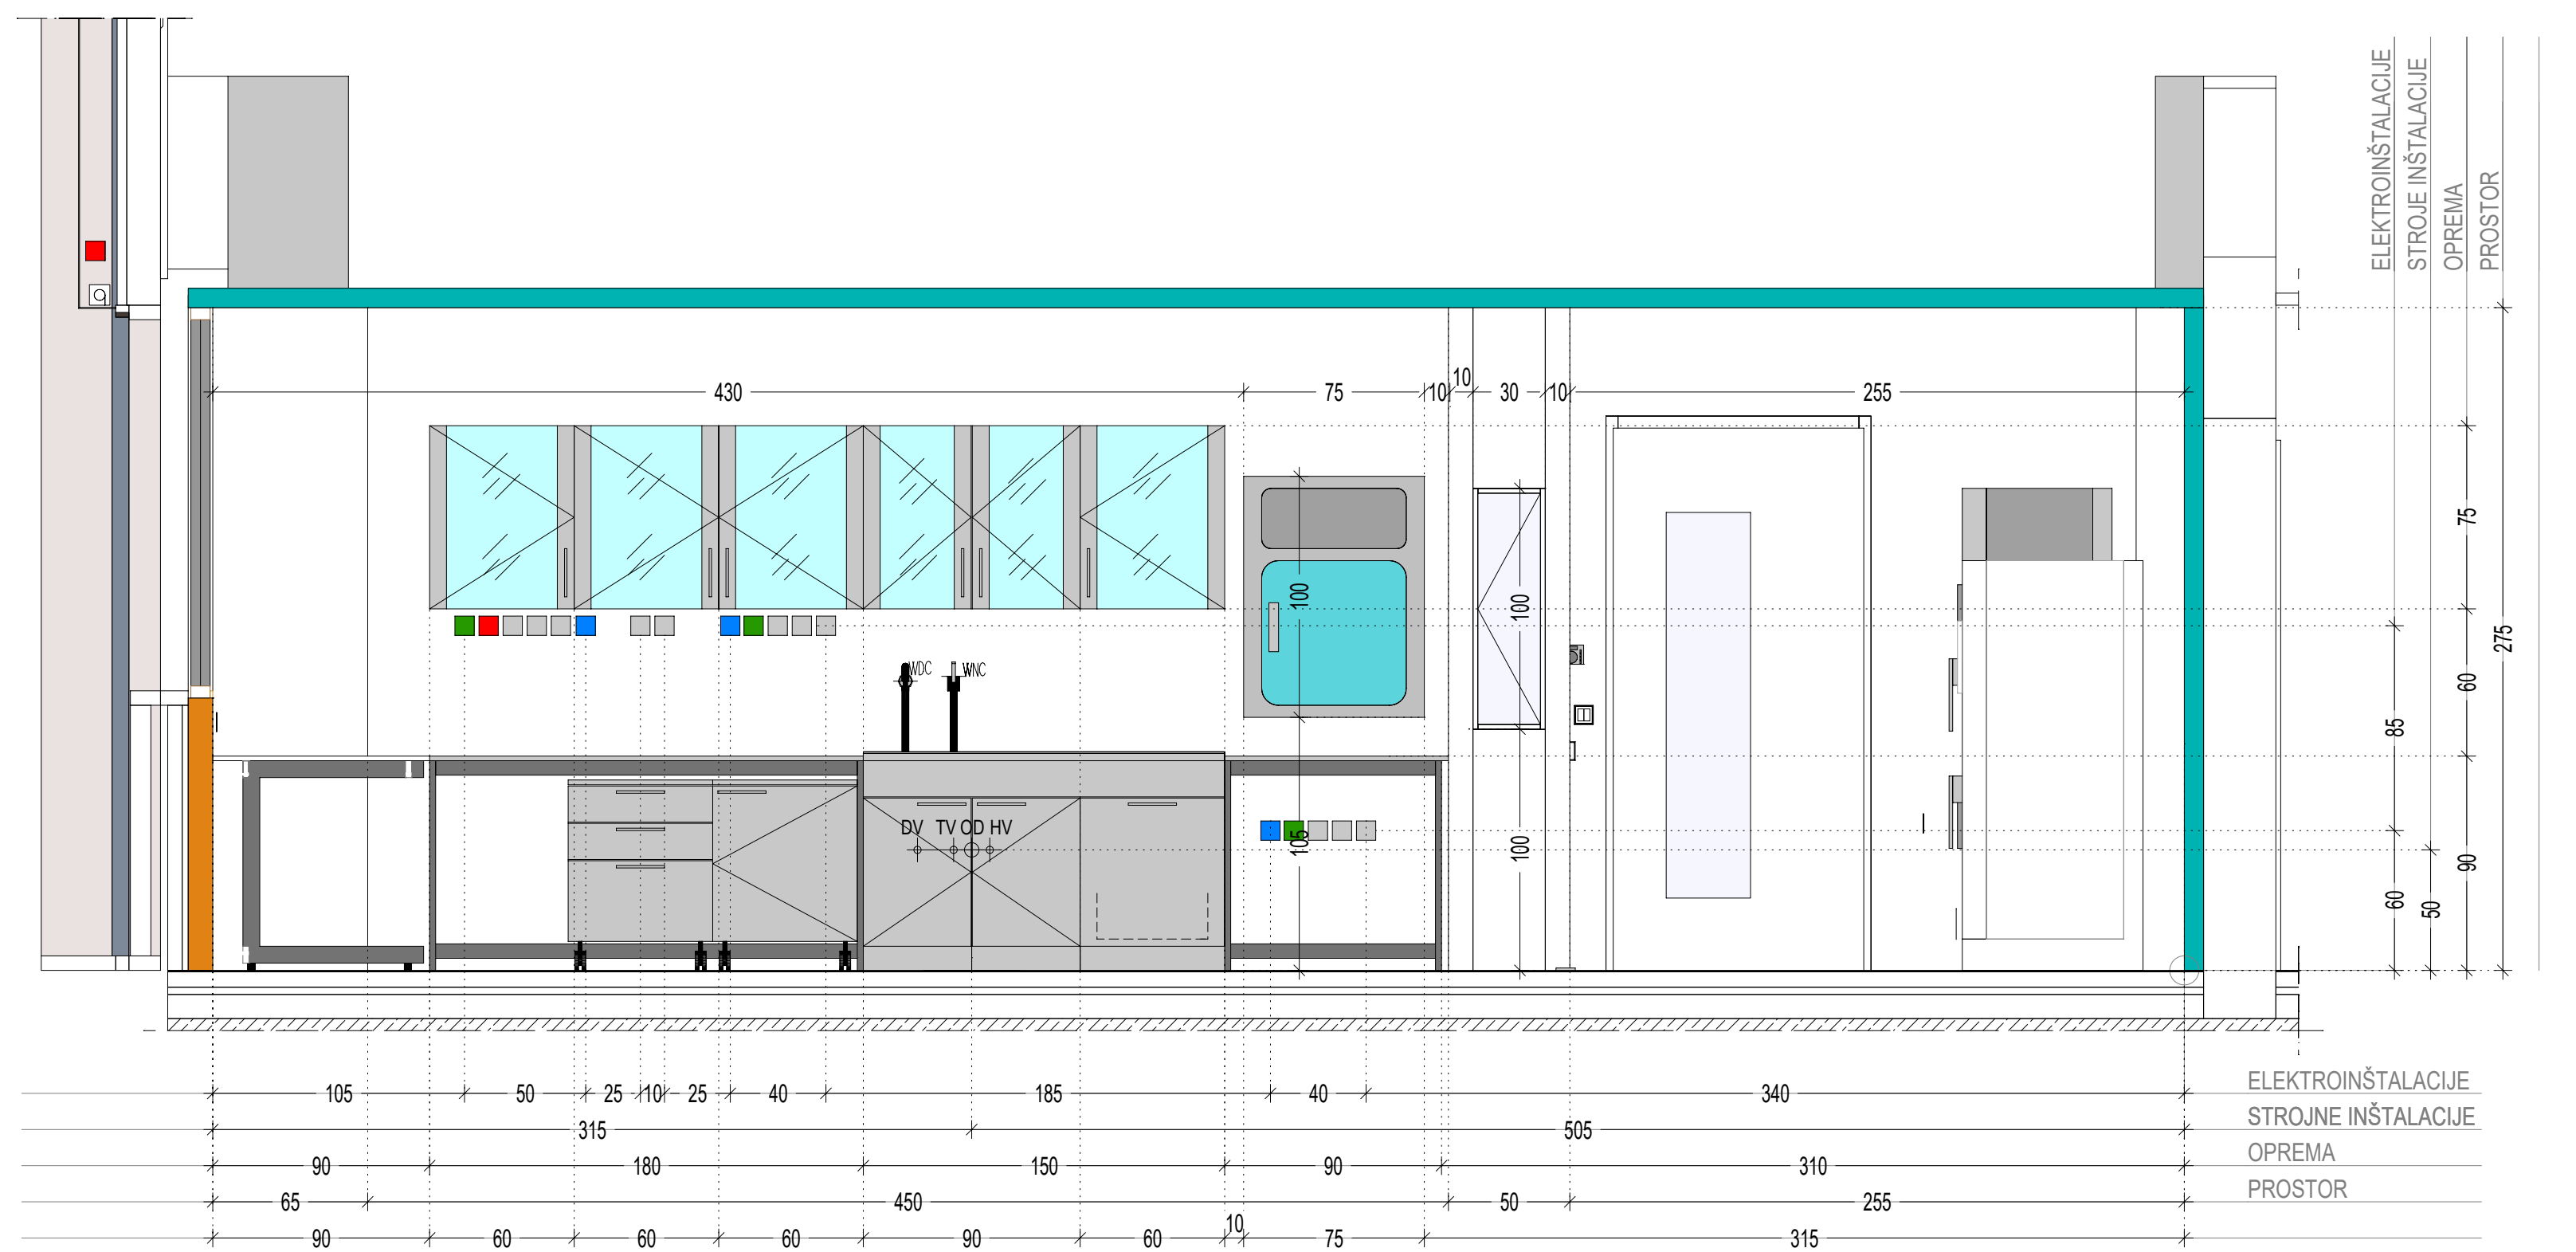 ELEKTROINŠTALACIJE
STROJE INŠTALACIJE
OPREMA
PROSTOR
430 75 10 10 30 10 255
100
100
105
100
WDC WNC
DV TV OD HV
85
60
50
75
60
90
275
105 50 25 10 25 40 185 40 340 ELEKTROINŠTALACIJE
315 505 STROJNE INŠTALACIJE
90 180 150 90 310 OPREMA
65 450 50 255 PROSTOR
90 60 60 60 90 60 10 75 315